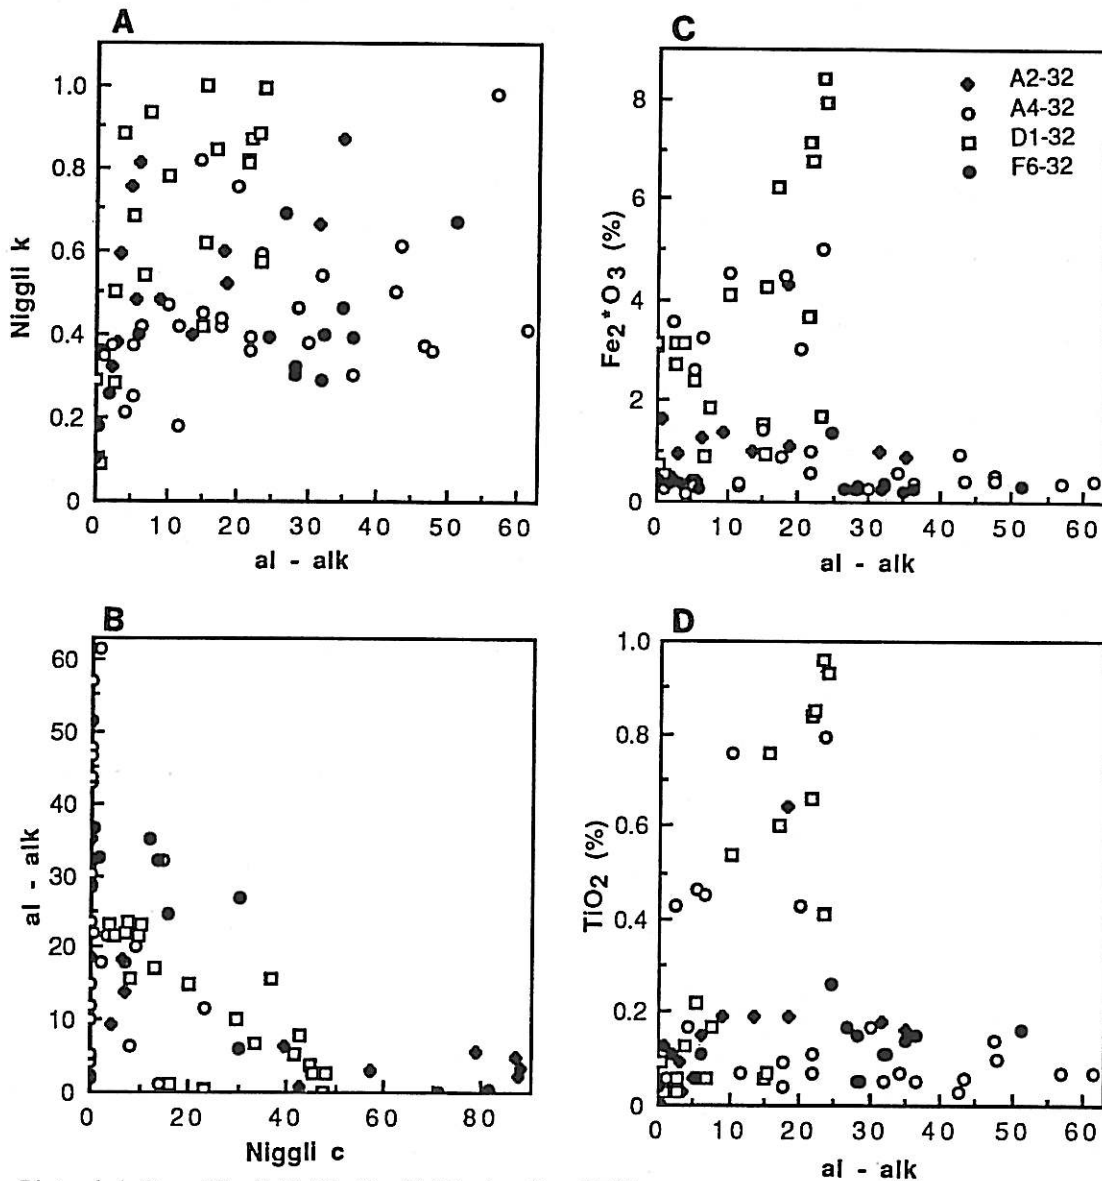 A
1.0
0.8
0.6
0.4
0.2
0
Niggli k
0 10 20 30 40 50 60
al - alk
C
8
6
4
2
0
Fe2*O3 (%)
A2-32
A4-32
D1-32
F6-32
0 10 20 30 40 50 60
al - alk
B
60
50
40
30
20
10
0
al - alk
0 20 40 60 80
Niggli c
D
1.0
0.8
0.6
0.4
0.2
0
TiO2 (%)
0 10 20 30 40 50 60
al - alk